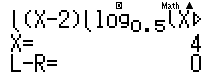 Math ▲
⌊(X-2)⌊log₀.₅(X▷
X= 4
L-R= 0